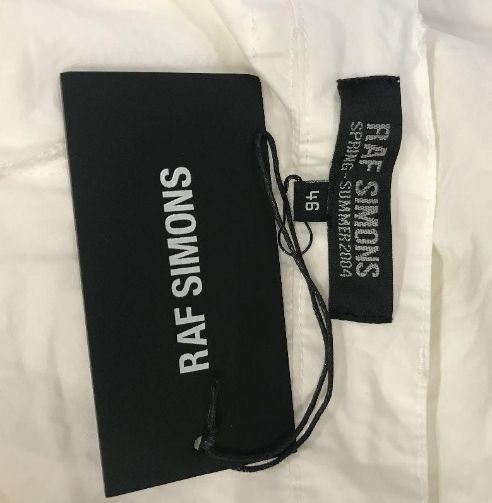 RAF SIMONS
46
RAF SIMONS
SPRING-SUMMER 2004